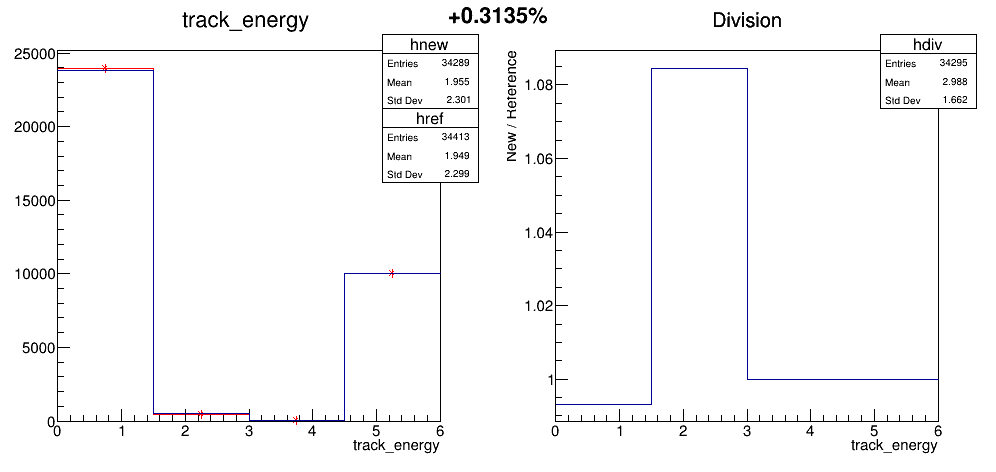 track_energy
+0.3135%
Division
hnew
Entries 34289
Mean 1.955
Std Dev 2.301
href
Entries 34413
Mean 1.949
Std Dev 2.299
25000
20000
15000
10000
5000
0
0 1 2 3 4 5 6
track_energy
hdiv
Entries 34295
Mean 2.988
Std Dev 1.662
New / Reference
1.08
1.06
1.04
1.02
1
0 1 2 3 4 5 6
track_energy